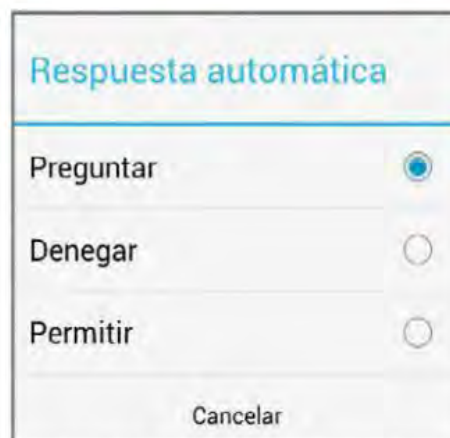 Respuesta automática
Preguntar
Denegar
Permitir
Cancelar